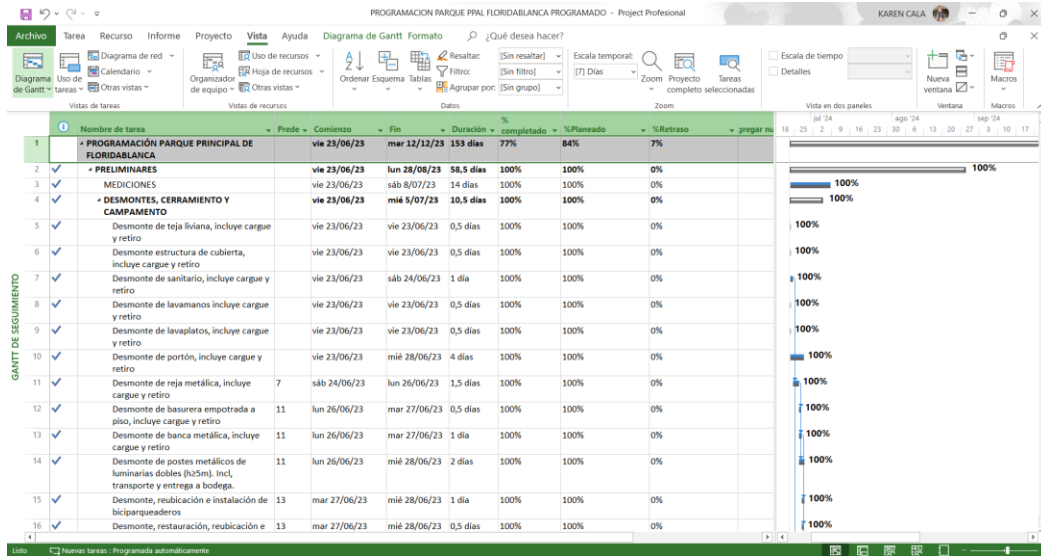 PROGRAMACION PARQUE PPAL FLORIDABLANCA PROGRAMADO - Project Profesional
KAREN CALA
Archivo Tarea Recurso Informe Proyecto Vista Ayuda Diagrama de Gantt Formato ¿Qué desea hacer?
Diagrama de Gantt
Uso de tareas
Diagrama de red
Calendario
Otras vistas
Vistas de tareas
Organizador de equipo
Uso de recursos
Hoja de recursos
Otras vistas
Vistas de recursos
Ordenar Esquema Tablas
Resaltar: [Sin resaltar]
Filtro: [Sin filtro]
Agrupar por: [Sin grupo]
Datos
Escala temporal:
[7] Días
Zoom
Proyecto completo
Tareas seleccionadas
Zoom
Escala de tiempo
Detalles
Vista en dos paneles
Nueva ventana
Ventana
Macros
Macros
Nombre de tarea Prede Comienzo Fin Duración % completado %Planeado %Retraso gregar nu
jul '24 ago '24 sep '24
18 25 2 9 16 23 30 6 13 20 27 3 10 17
1 PROGRAMACIÓN PARQUE PRINCIPAL DE vie 23/06/23 mar 12/12/23 153 días 77% 84% 7%
FLORIDABLANCA
2 PRELIMINARES vie 23/06/23 lun 28/08/23 58,5 días 100% 100% 0% 100%
3 MEDICIONES vie 23/06/23 sáb 8/07/23 14 días 100% 100% 0% 100%
4 DESMONTES, CERRAMIENTO Y vie 23/06/23 mié 5/07/23 10,5 días 100% 100% 0% 100%
CAMPAMENTO
5 Desmonte de teja liviana, incluye cargue vie 23/06/23 vie 23/06/23 0,5 días 100% 100% 0% 100%
y retiro
6 Desmonte estructura de cubierta, vie 23/06/23 vie 23/06/23 0,5 días 100% 100% 0% 100%
incluye cargue y retiro
7 Desmonte de sanitario, incluye cargue y vie 23/06/23 sáb 24/06/23 1 día 100% 100% 0% 100%
retiro
8 Desmonte de lavamanos incluye cargue vie 23/06/23 vie 23/06/23 0,5 días 100% 100% 0% 100%
y retiro
9 Desmonte de lavaplatos, incluye cargue vie 23/06/23 vie 23/06/23 0,5 días 100% 100% 0% 100%
y retiro
10 Desmonte de portón, incluye cargue y vie 23/06/23 mié 28/06/23 4 días 100% 100% 0% 100%
retiro
11 Desmonte de reja metálica, incluye 7 sáb 24/06/23 lun 26/06/23 1,5 días 100% 100% 0% 100%
cargue y retiro
12 Desmonte de basurera empotrada a 11 lun 26/06/23 mar 27/06/23 0,5 días 100% 100% 0% 100%
piso, incluye cargue y retiro
13 Desmonte de banca metálica, incluye 11 lun 26/06/23 mar 27/06/23 1 día 100% 100% 0% 100%
cargue y retiro
14 Desmonte de postes metálicos de 11 lun 26/06/23 mié 28/06/23 2 días 100% 100% 0% 100%
luminarias dobles (h≥5m). Incl,
transporte y entrega a bodega.
15 Desmonte, reubicación e instalación de 13 mar 27/06/23 mié 28/06/23 1 día 100% 100% 0% 100%
biciparqueaderos
16 Desmonte, restauración, reubicación e 13 mar 27/06/23 mié 28/06/23 0,5 días 100% 100% 0% 100%
GANTT DE SEGUIMIENTO
Listo Nuevas tareas : Programada automáticamente